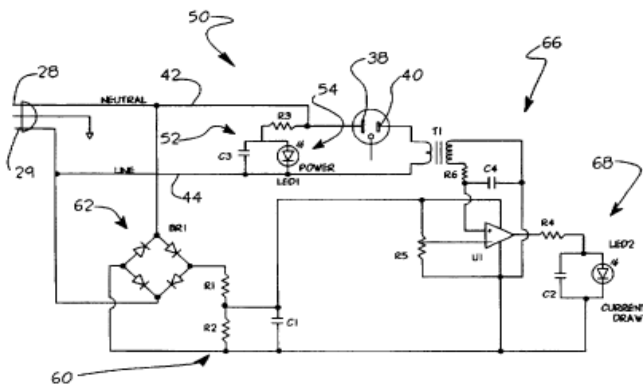 50
66
28
42
38
40
NEUTRAL
54
R3
T1
52
C3
POWER
R6
C4
29
LINE
LED1
68
44
62
BR1
R4
R5
U1
LED2
R1
C2
C1
R2
CURRENT
DRAW
60